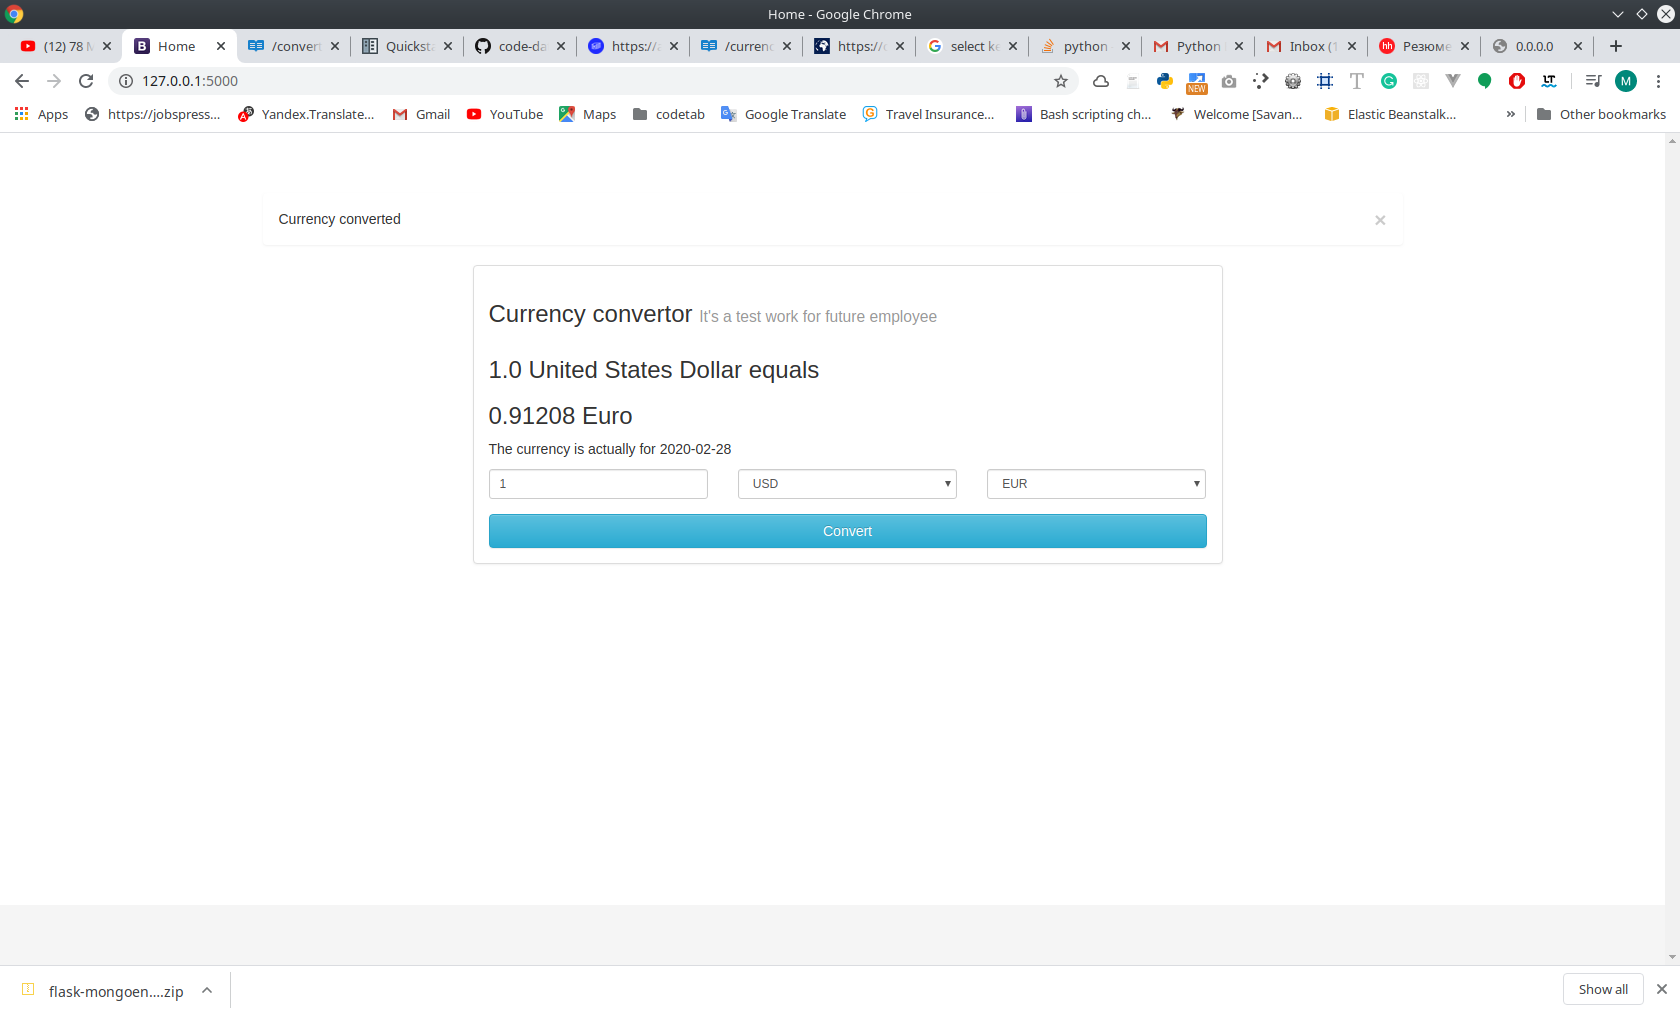 Home - Google Chrome
(12) 78
Home
/convert
Quickst
code-da
https://
/currenc
https://
select k
python
Python
Inbox (
Резюме
0.0.0.0
127.0.0.1:5000
NEW
M
Apps
https://jobspress...
Yandex.Translate...
Gmail
YouTube
Maps
codetab
Google Translate
Travel Insurance...
Bash scripting ch...
Welcome [Savan...
Elastic Beanstalk...
»
Other bookmarks
Currency converted
×
Currency convertor It's a test work for future employee
1.0 United States Dollar equals
0.91208 Euro
The currency is actually for 2020-02-28
1
USD
EUR
Convert
flask-mongoen....zip
Show all